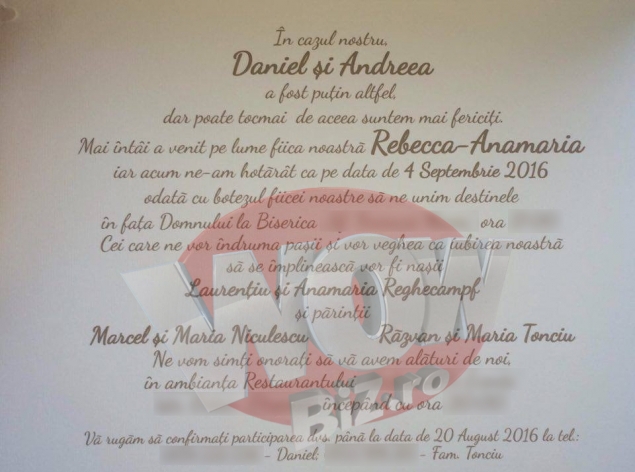 În cazul nostru,
Daniel și Andreea
a fost puțin altfel,
dar poate tocmai de aceea suntem mai fericiți.
Mai întâi a venit pe lume fiica noastră Rebecca-Anamaria
iar acum ne-am hotărât ca pe data de 4 Septembrie 2016
odată cu botezul fiicei noastre să ne unim destinele
în fața Domnului la Biserica ora
Cei care ne vor îndruma pașii și vor veghea ca iubirea noastră
să se împlinească vor fi nașii
Laurențiu și Anamaria Reghecampf
și părinții
Marcel și Maria Niculescu Răzvan și Maria Tonciu
Ne vom simți onorați să vă avem alături de noi,
în ambianța Restaurantului
începând cu ora
Vă rugăm să confirmați participarea dvs. până la data de 20 August 2016 la tel.:
- Daniel; - Fam. Tonciu
WOW
BiZ.ro